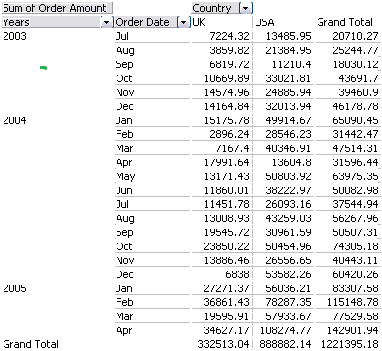 Sum of Order Amount Country
Years Order Date UK USA Grand Total
2003 Jul 7224.32 13485.95 20710.27
Aug 3859.82 21384.95 25244.77
Sep 6819.72 11210.4 18030.12
Oct 10669.89 33021.81 43691.7
Nov 14574.96 24885.94 39460.9
Dec 14164.84 32013.94 46178.78
2004 Jan 15175.78 49914.67 65090.45
Feb 2896.24 28546.23 31442.47
Mar 7167.4 40346.91 47514.31
Apr 17991.64 13604.8 31596.44
May 13171.43 50803.92 63975.35
Jun 11860.01 38222.97 50082.98
Jul 11451.78 26093.16 37544.94
Aug 13008.93 43259.03 56267.96
Sep 19545.72 30961.59 50507.31
Oct 23850.22 50454.96 74305.18
Nov 13886.46 26556.65 40443.11
Dec 6838 53582.26 60420.26
2005 Jan 27271.37 56036.21 83307.58
Feb 36861.43 78287.35 115148.78
Mar 19595.91 57933.67 77529.58
Apr 34627.17 108274.77 142901.94
Grand Total 332513.04 888882.14 1221395.18